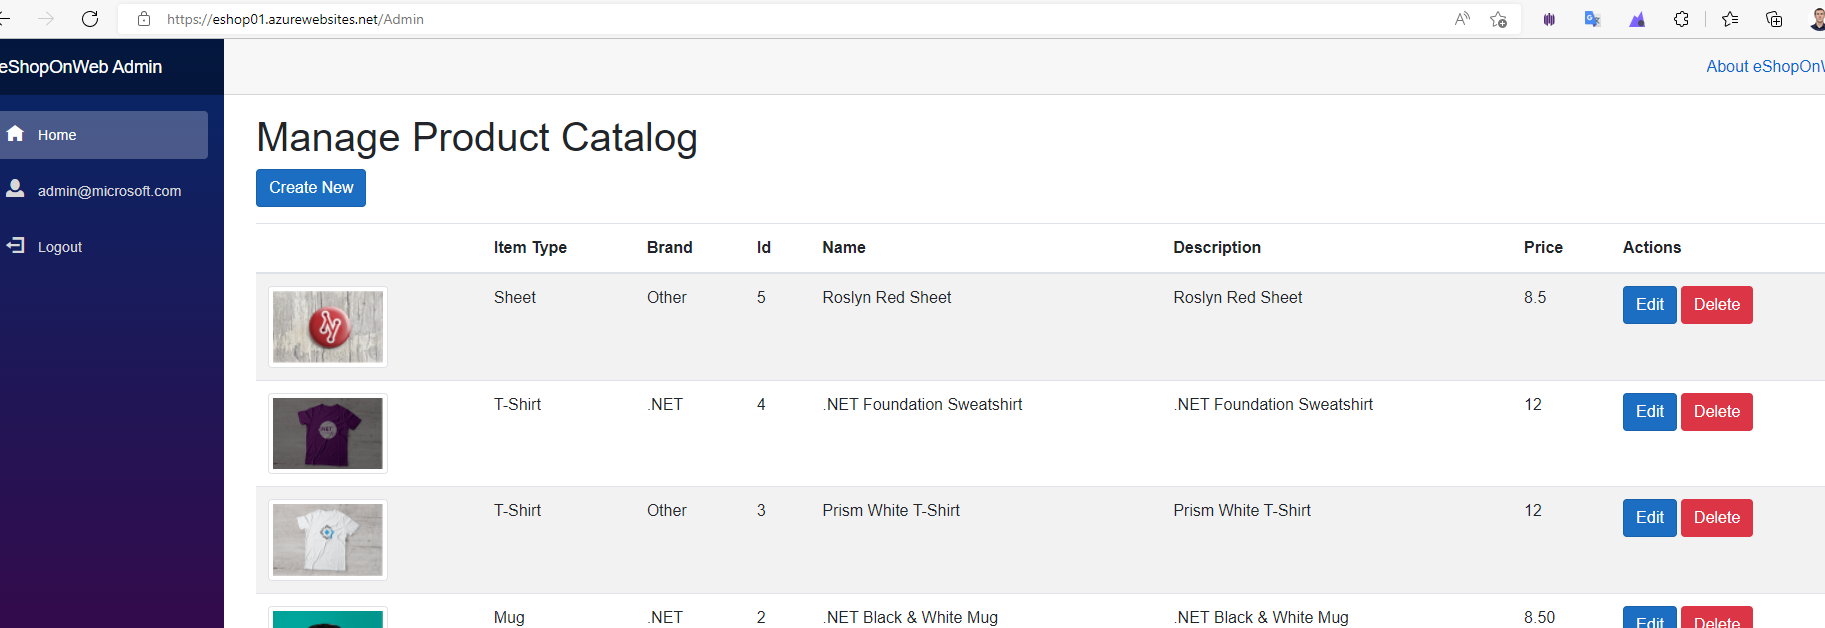 https://eshop01.azurewebsites.net/Admin
eShopOnWeb Admin
About eShopOnW
Home
admin@microsoft.com
Logout
Manage Product Catalog
Create New
Item Type Brand Id Name Description Price Actions
Sheet Other 5 Roslyn Red Sheet Roslyn Red Sheet 8.5 Edit Delete
T-Shirt .NET 4 .NET Foundation Sweatshirt .NET Foundation Sweatshirt 12 Edit Delete
T-Shirt Other 3 Prism White T-Shirt Prism White T-Shirt 12 Edit Delete
Mug .NET 2 .NET Black & White Mug .NET Black & White Mug 8.50 Edit Delete